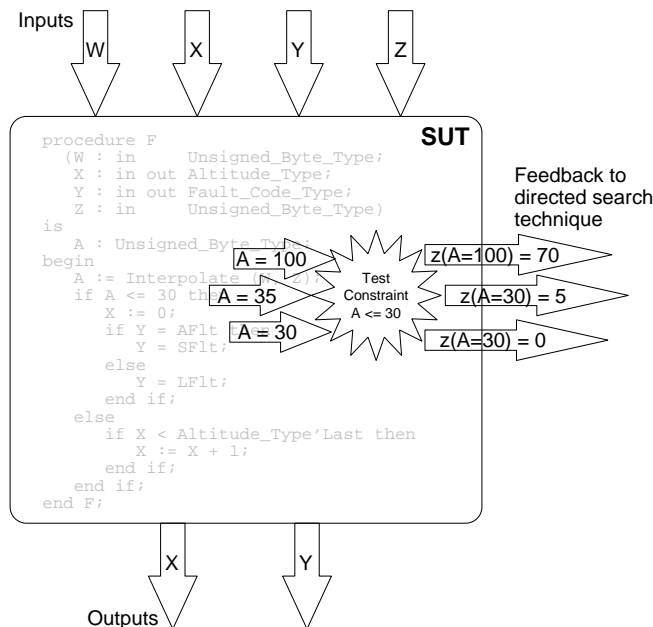 Inputs
W X Y Z
SUT
procedure F
(W : in Unsigned_Byte_Type;
X : in out Altitude_Type;
Y : in out Fault_Code_Type;
Z : in Unsigned_Byte_Type)
is
A : Unsigned_Byte_Type;
begin
A := Interpolate (W, Z);
if A <= 30 then
X := 0;
if Y = AFlt then
Y = SFlt;
else
Y = LFlt;
end if;
else
if X < Altitude_Type'Last then
X := X + 1;
end if;
end if;
end F;
A = 100
A = 35
A = 30
Test
Constraint
A <= 30
Feedback to
directed search
technique
z(A=100) = 70
z(A=30) = 5
z(A=30) = 0
X Y
Outputs